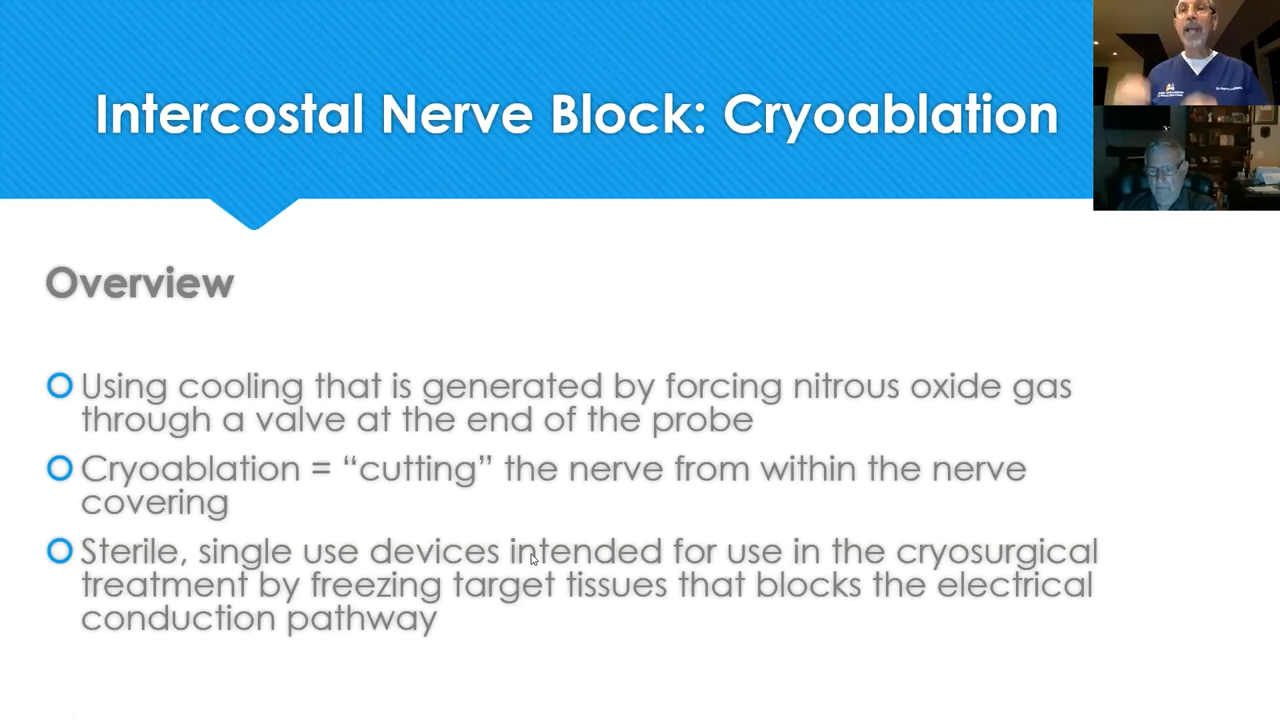 Intercostal Nerve Block: Cryoablation
Overview
Using cooling that is generated by forcing nitrous oxide gas
through a valve at the end of the probe
Cryoablation = “cutting” the nerve from within the nerve
covering
Sterile, single use devices intended for use in the cryosurgical
treatment by freezing target tissues that blocks the electrical
conduction pathway